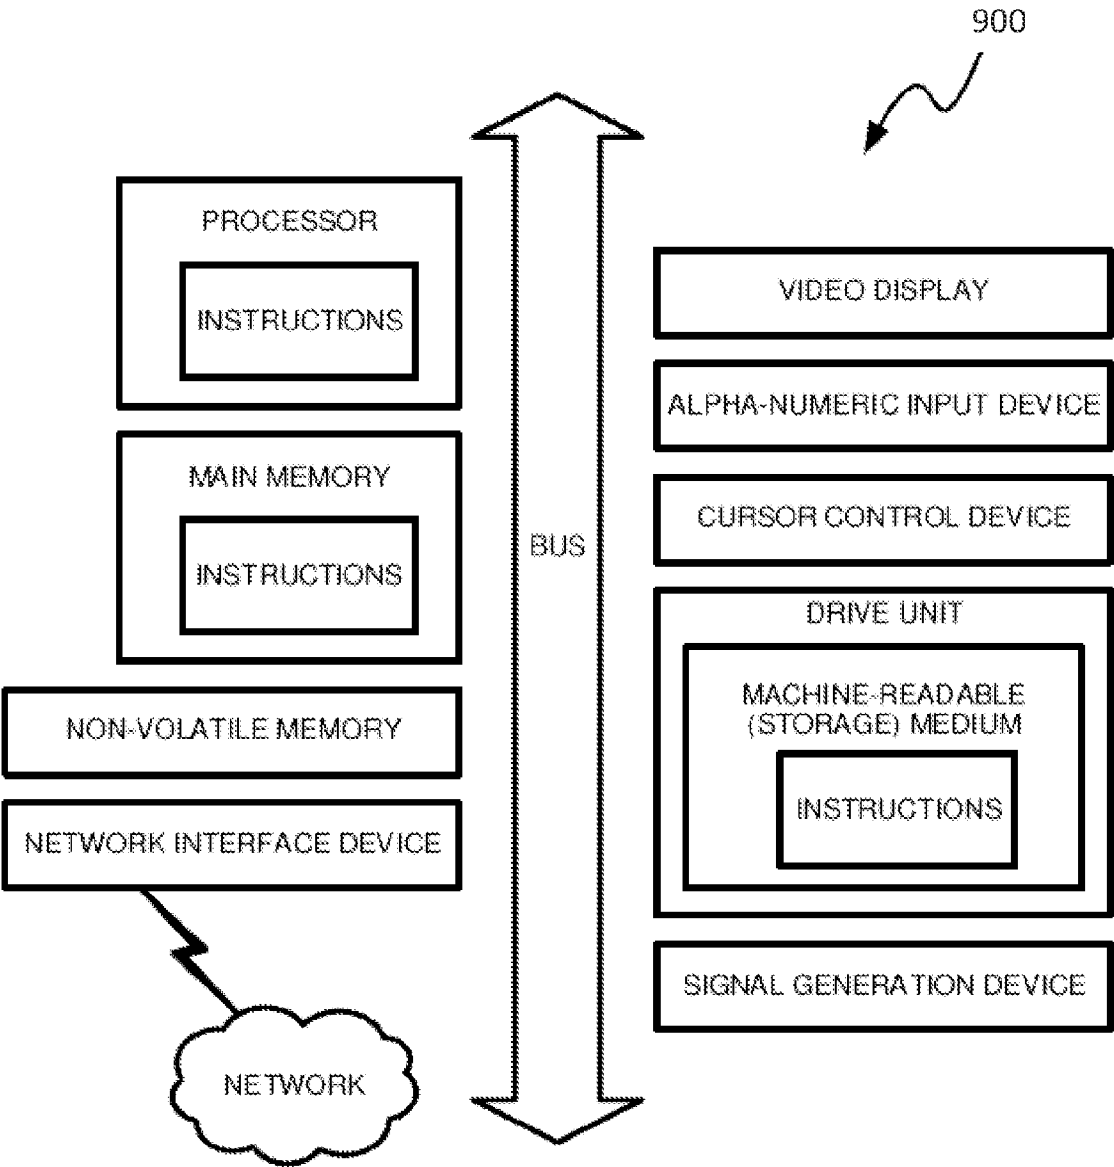 900
PROCESSOR
INSTRUCTIONS
MAIN MEMORY
INSTRUCTIONS
NON-VOLATILE MEMORY
NETWORK INTERFACE DEVICE
NETWORK
BUS
VIDEO DISPLAY
ALPHA-NUMERIC INPUT DEVICE
CURSOR CONTROL DEVICE
DRIVE UNIT
MACHINE-READABLE
(STORAGE) MEDIUM
INSTRUCTIONS
SIGNAL GENERATION DEVICE